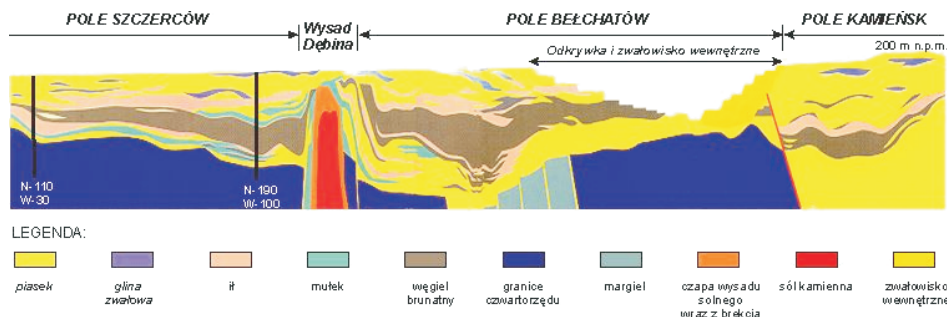 POLE SZCZERCÓW
Wysad
Dębina
POLE BEŁCHATÓW
POLE KAMIEŃSK
Odkrywka i zwałowisko wewnętrzne
200 m n.p.m.
N-110
W-30
N-190
W-100
LEGENDA:
piasek
glina
zwałowa
ił
mułek
węgiel
brunatny
granice
czwartorzędu
margiel
czapa wysadu
solnego
wraz z brekcją
sól kamienna
zwałowisko
wewnętrzne